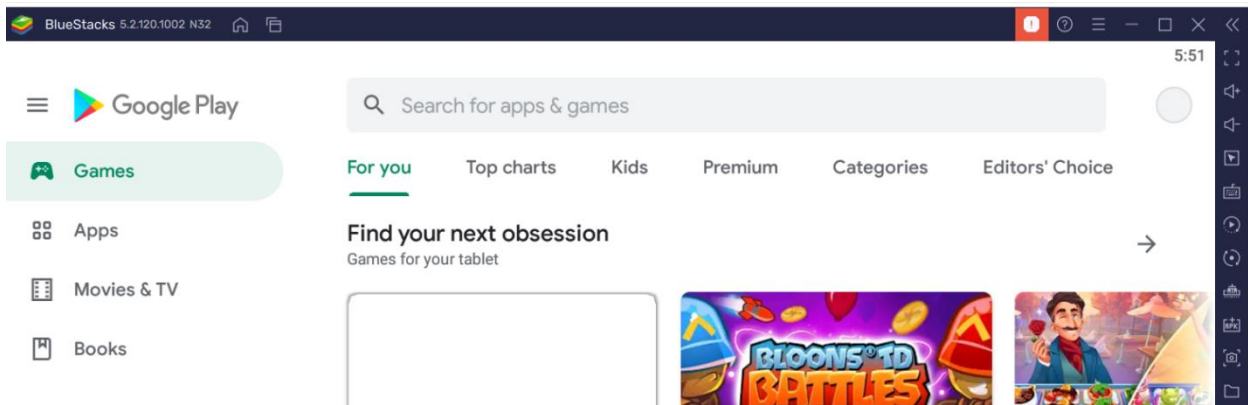 BlueStacks 5.2.120.1002 N32
5:51
Google Play
Search for apps & games
Games
For you Top charts Kids Premium Categories Editors' Choice
Apps
Find your next obsession
Games for your tablet
Movies & TV
Books
BLOONS TD
BATTLES